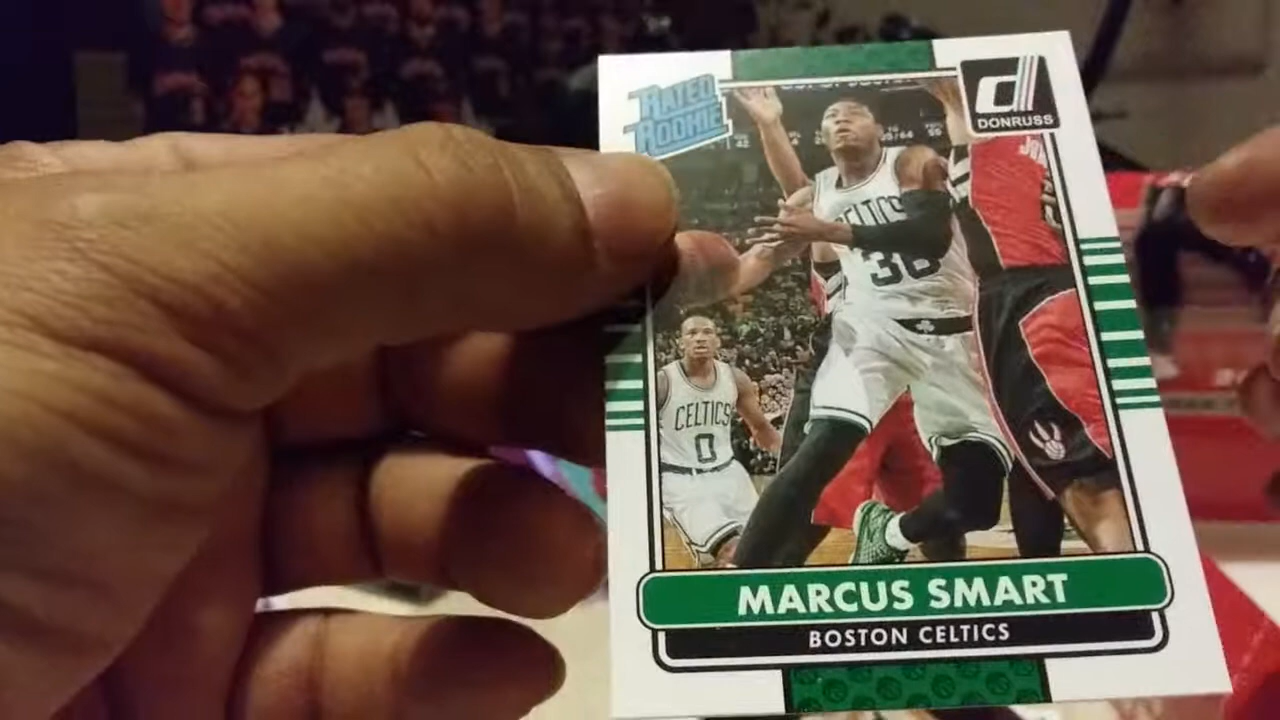 RATED
ROOKIE
DONRUSS
CELTICS
36
CELTICS
0
MARCUS SMART
BOSTON CELTICS